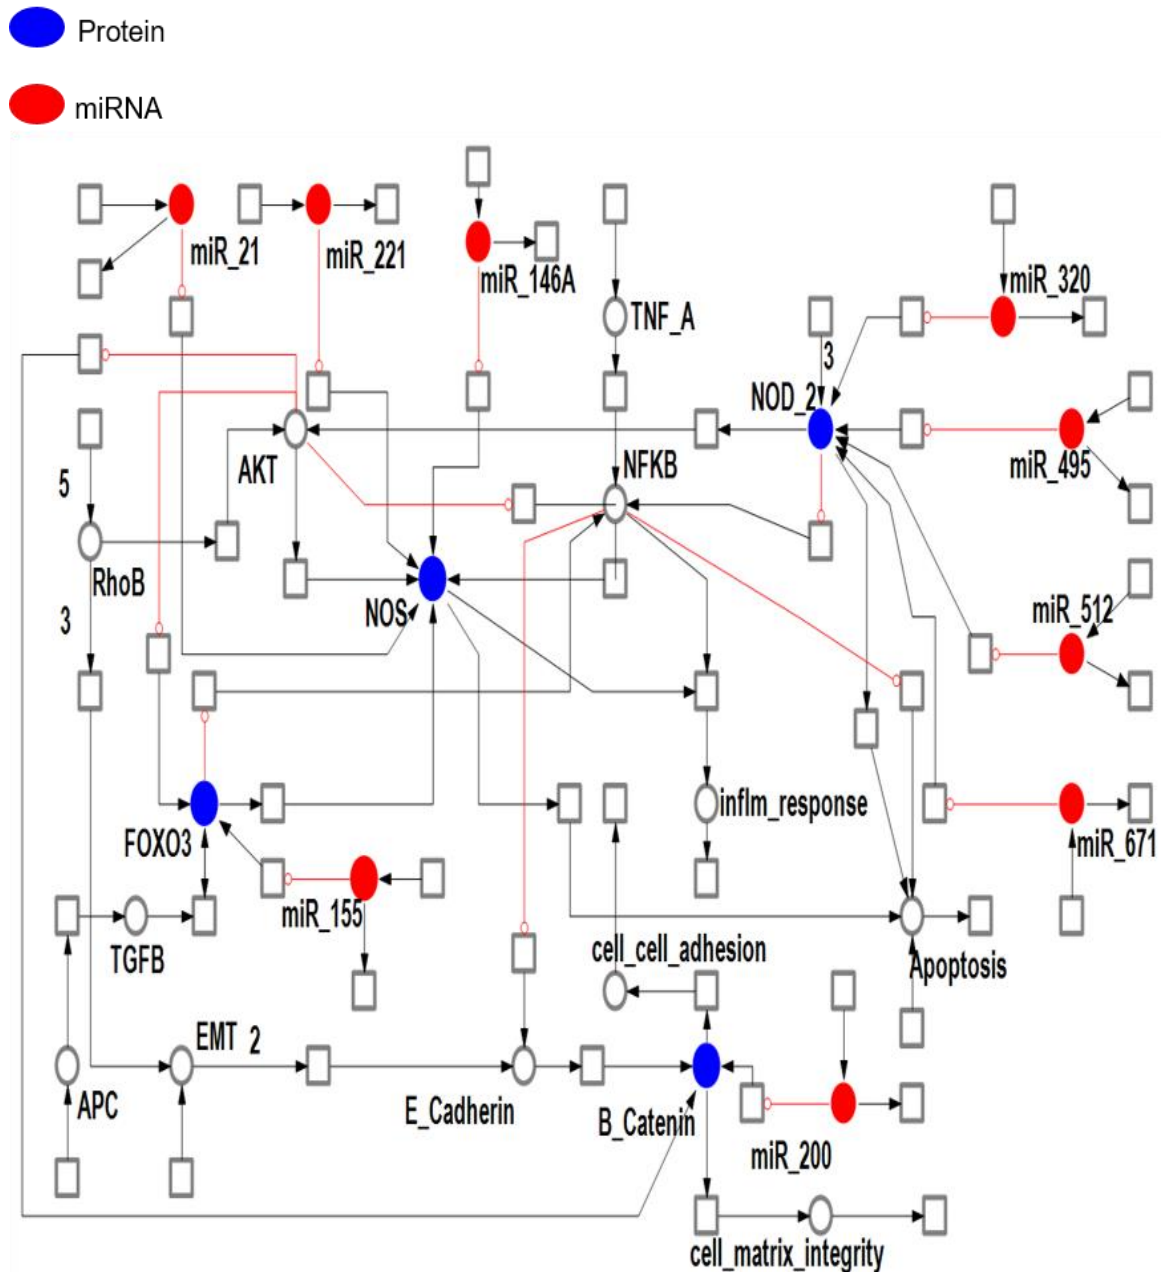 Protein
miRNA
miR_21
miR_221
miR_146A
TNF_A
miR_320
3
NOD_2
AKT
NFKB
miR_495
5
RhoB
NOS
miR_512
3
FOXO3
inflm_response
miR_671
miR_155
TGFB
cell_cell_adhesion
Apoptosis
EMT 2
APC
E_Cadherin
B_Catenin
miR_200
cell_matrix_integrity